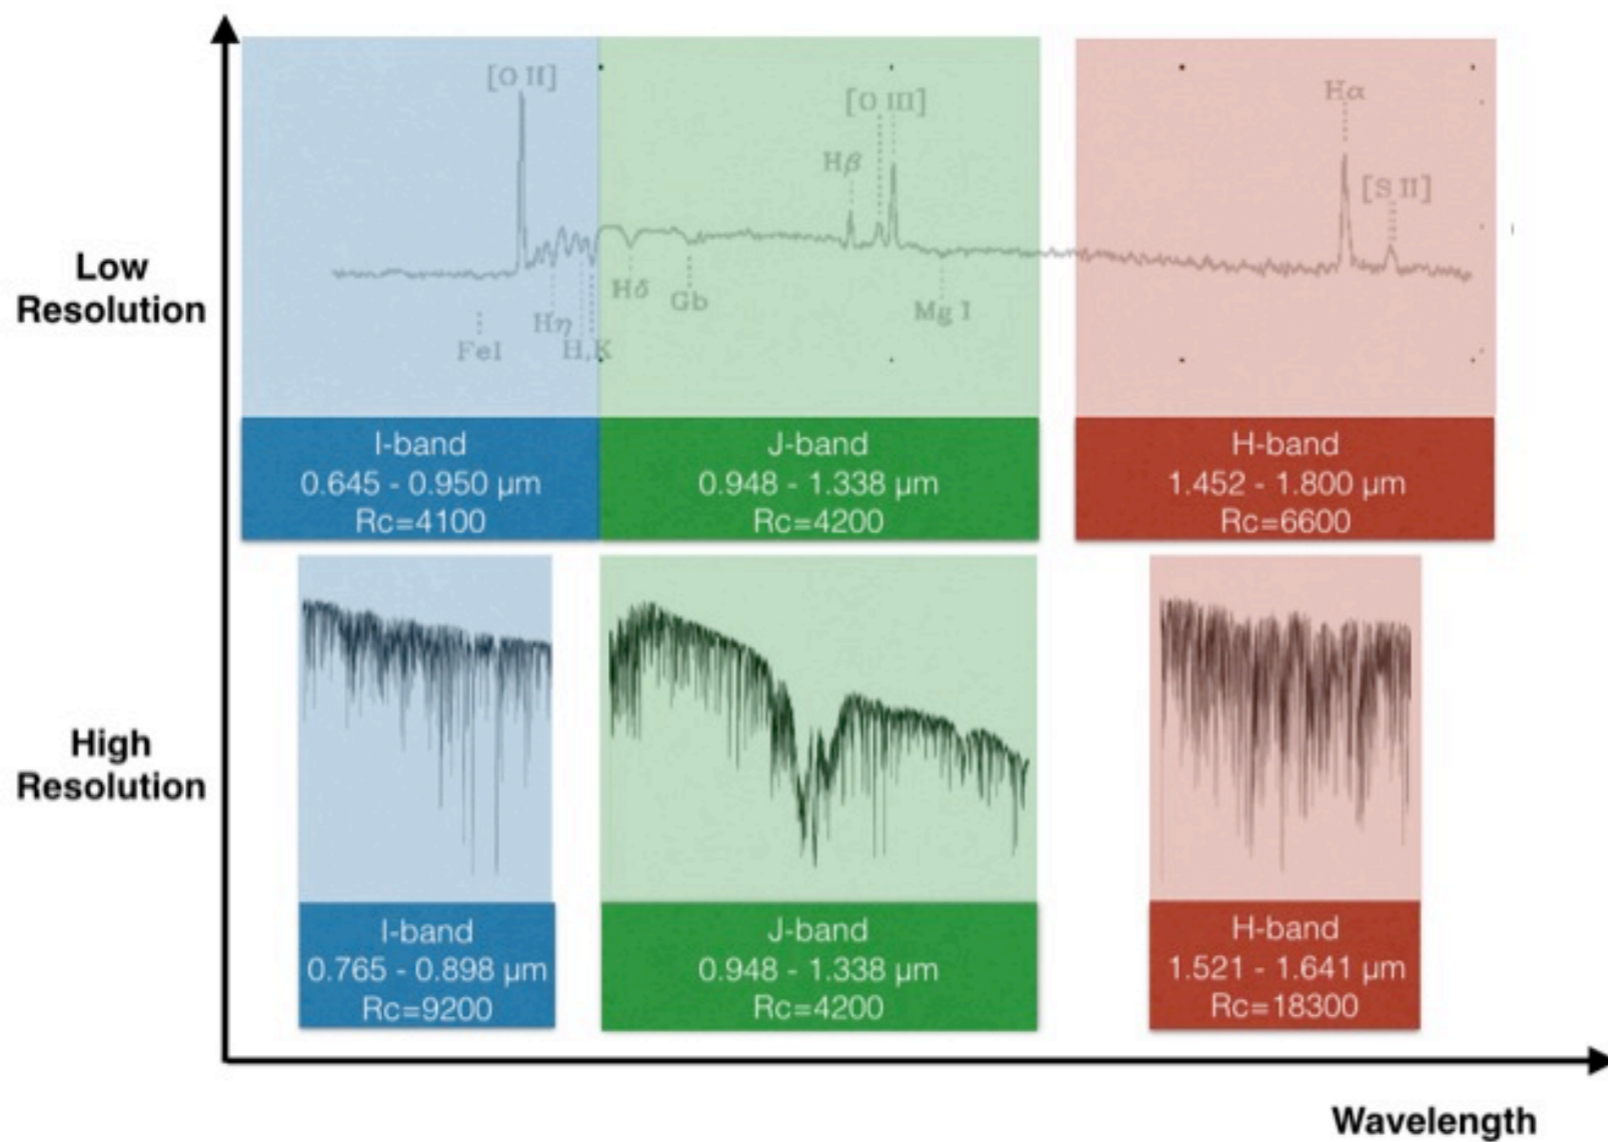 [O II]
[O III]
Hα
Hβ
[S II]
Low
Resolution
Hδ
Gb
Mg I
Hη
FeI
H,K
I-band
0.645 - 0.950 µm
Rc=4100
J-band
0.948 - 1.338 µm
Rc=4200
H-band
1.452 - 1.800 µm
Rc=6600
High
Resolution
I-band
0.765 - 0.898 µm
Rc=9200
J-band
0.948 - 1.338 µm
Rc=4200
H-band
1.521 - 1.641 µm
Rc=18300
Wavelength